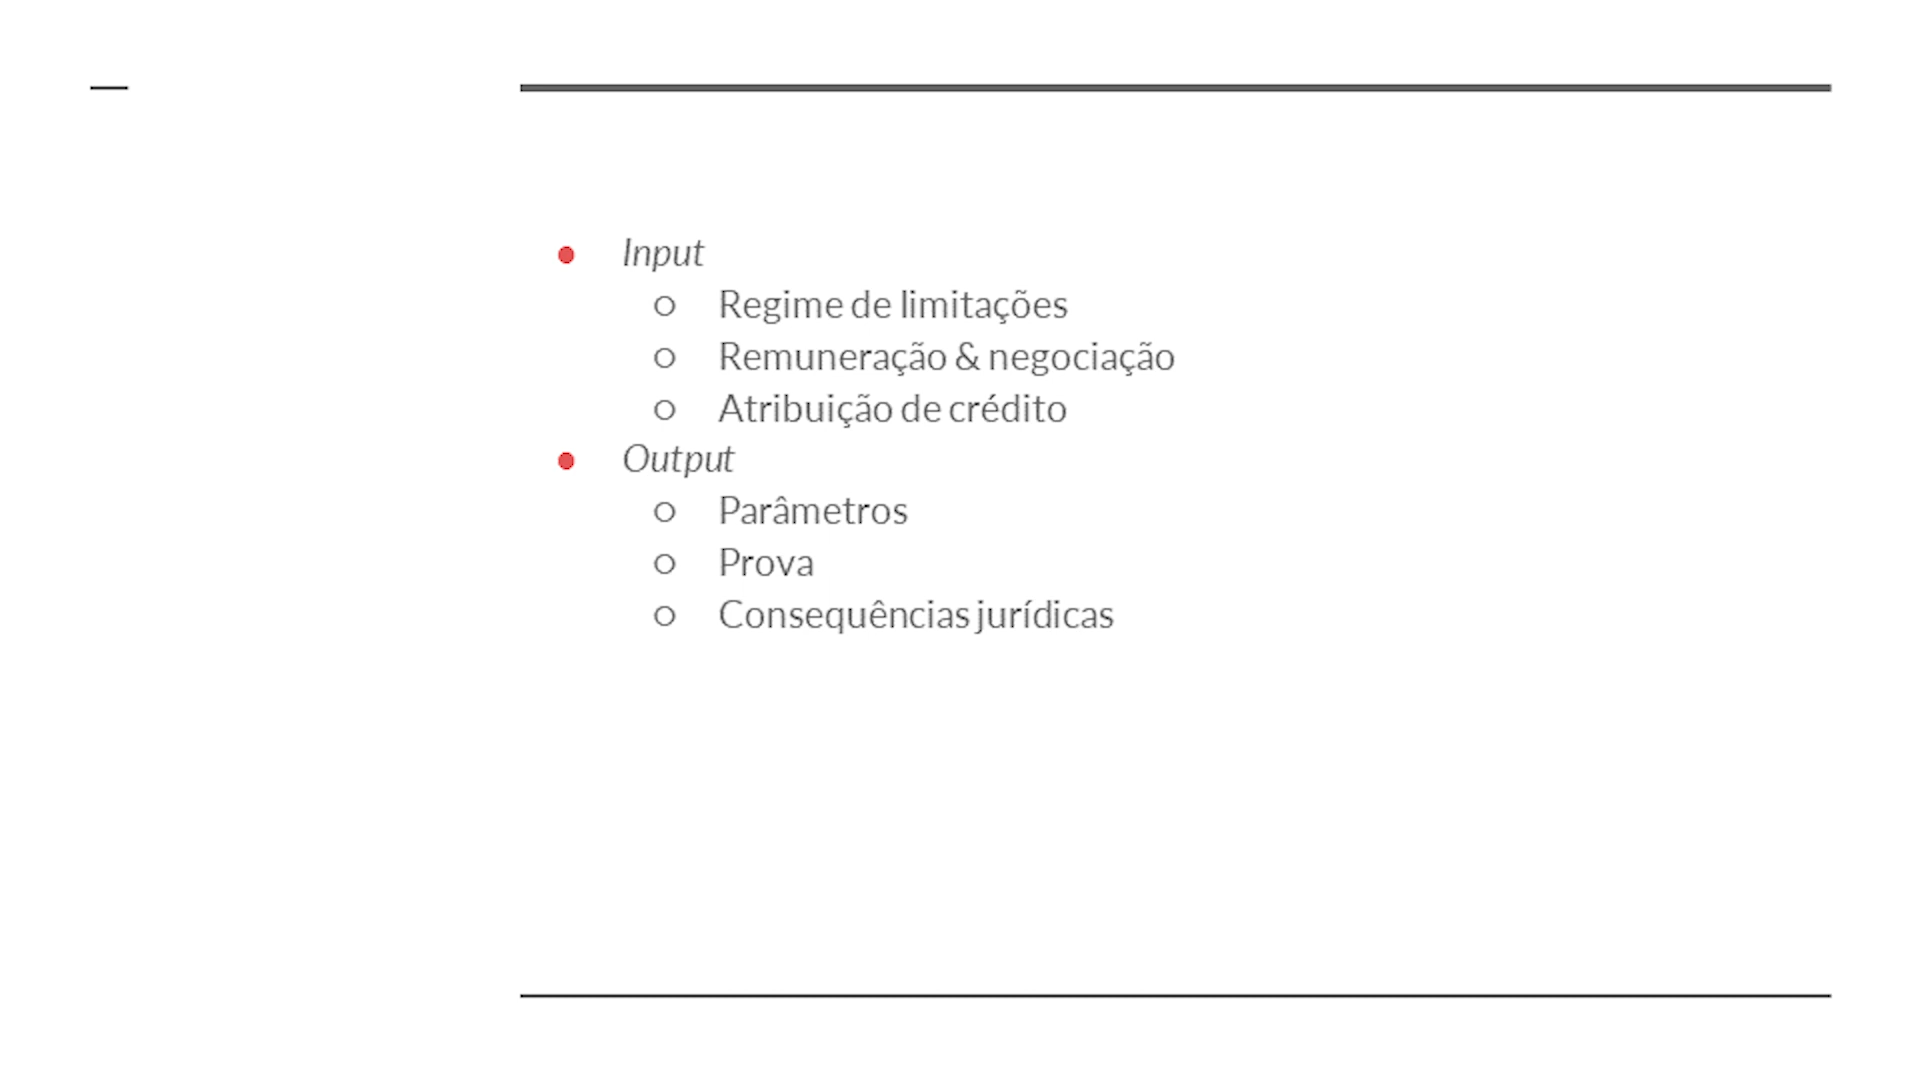 Input
Regime de limitações
Remuneração & negociação
Atribuição de crédito
Output
Parâmetros
Prova
Consequências jurídicas